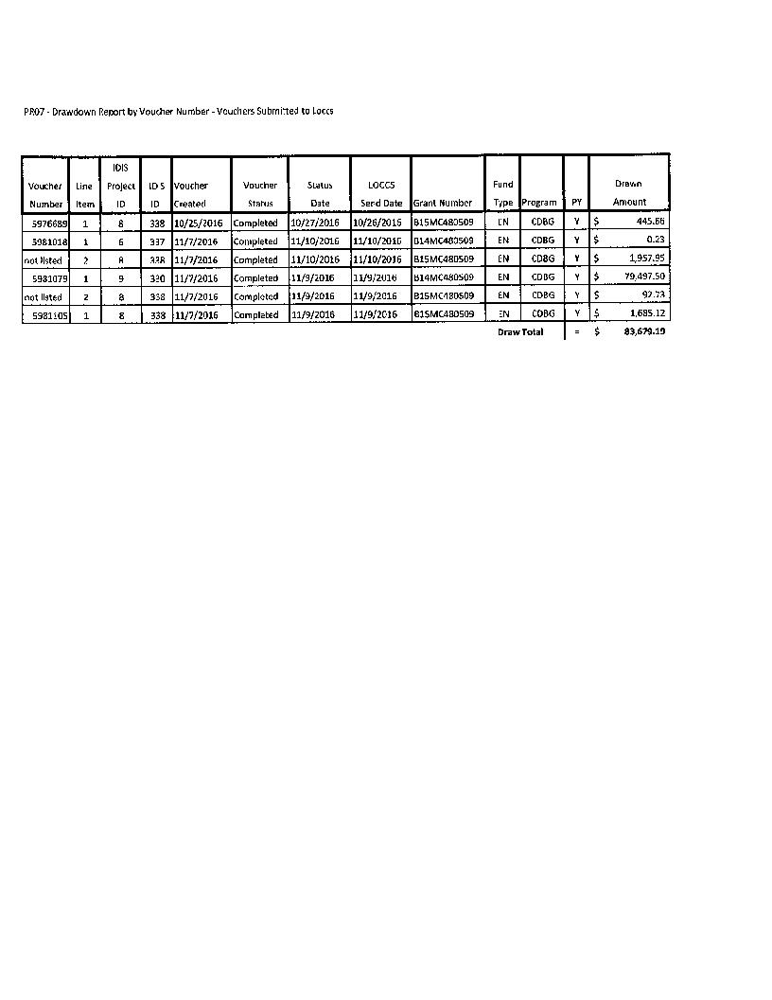 PR07 - Drawdown Report by Voucher Number - Vouchers Submitted to Loccs
IDIS
Voucher Line Project IDIS Voucher Voucher Status LOCCS Fund Drawn
Number Item ID ID Created Status Date Send Date Grant Number Type Program PY Amount
5976689 1 8 338 10/25/2016 Completed 10/27/2016 10/26/2016 B15MC480509 EN CDBG Y $ 445.66
5981018 1 6 337 11/7/2016 Completed 11/10/2016 11/10/2016 B14MC480509 EN CDBG Y $ 0.23
not listed 2 8 338 11/7/2016 Completed 11/10/2016 11/10/2016 B15MC480509 EN CDBG Y $ 1,957.95
5981079 1 9 330 11/7/2016 Completed 11/9/2016 11/9/2016 B14MC480509 EN CDBG Y $ 79,497.50
not listed 2 8 338 11/7/2016 Completed 11/9/2016 11/9/2016 B15MC480509 EN CDBG Y $ 92.73
5981105 1 8 338 11/7/2016 Completed 11/9/2016 11/9/2016 B15MC480509 EN CDBG Y $ 1,685.12
Draw Total = $ 83,679.19